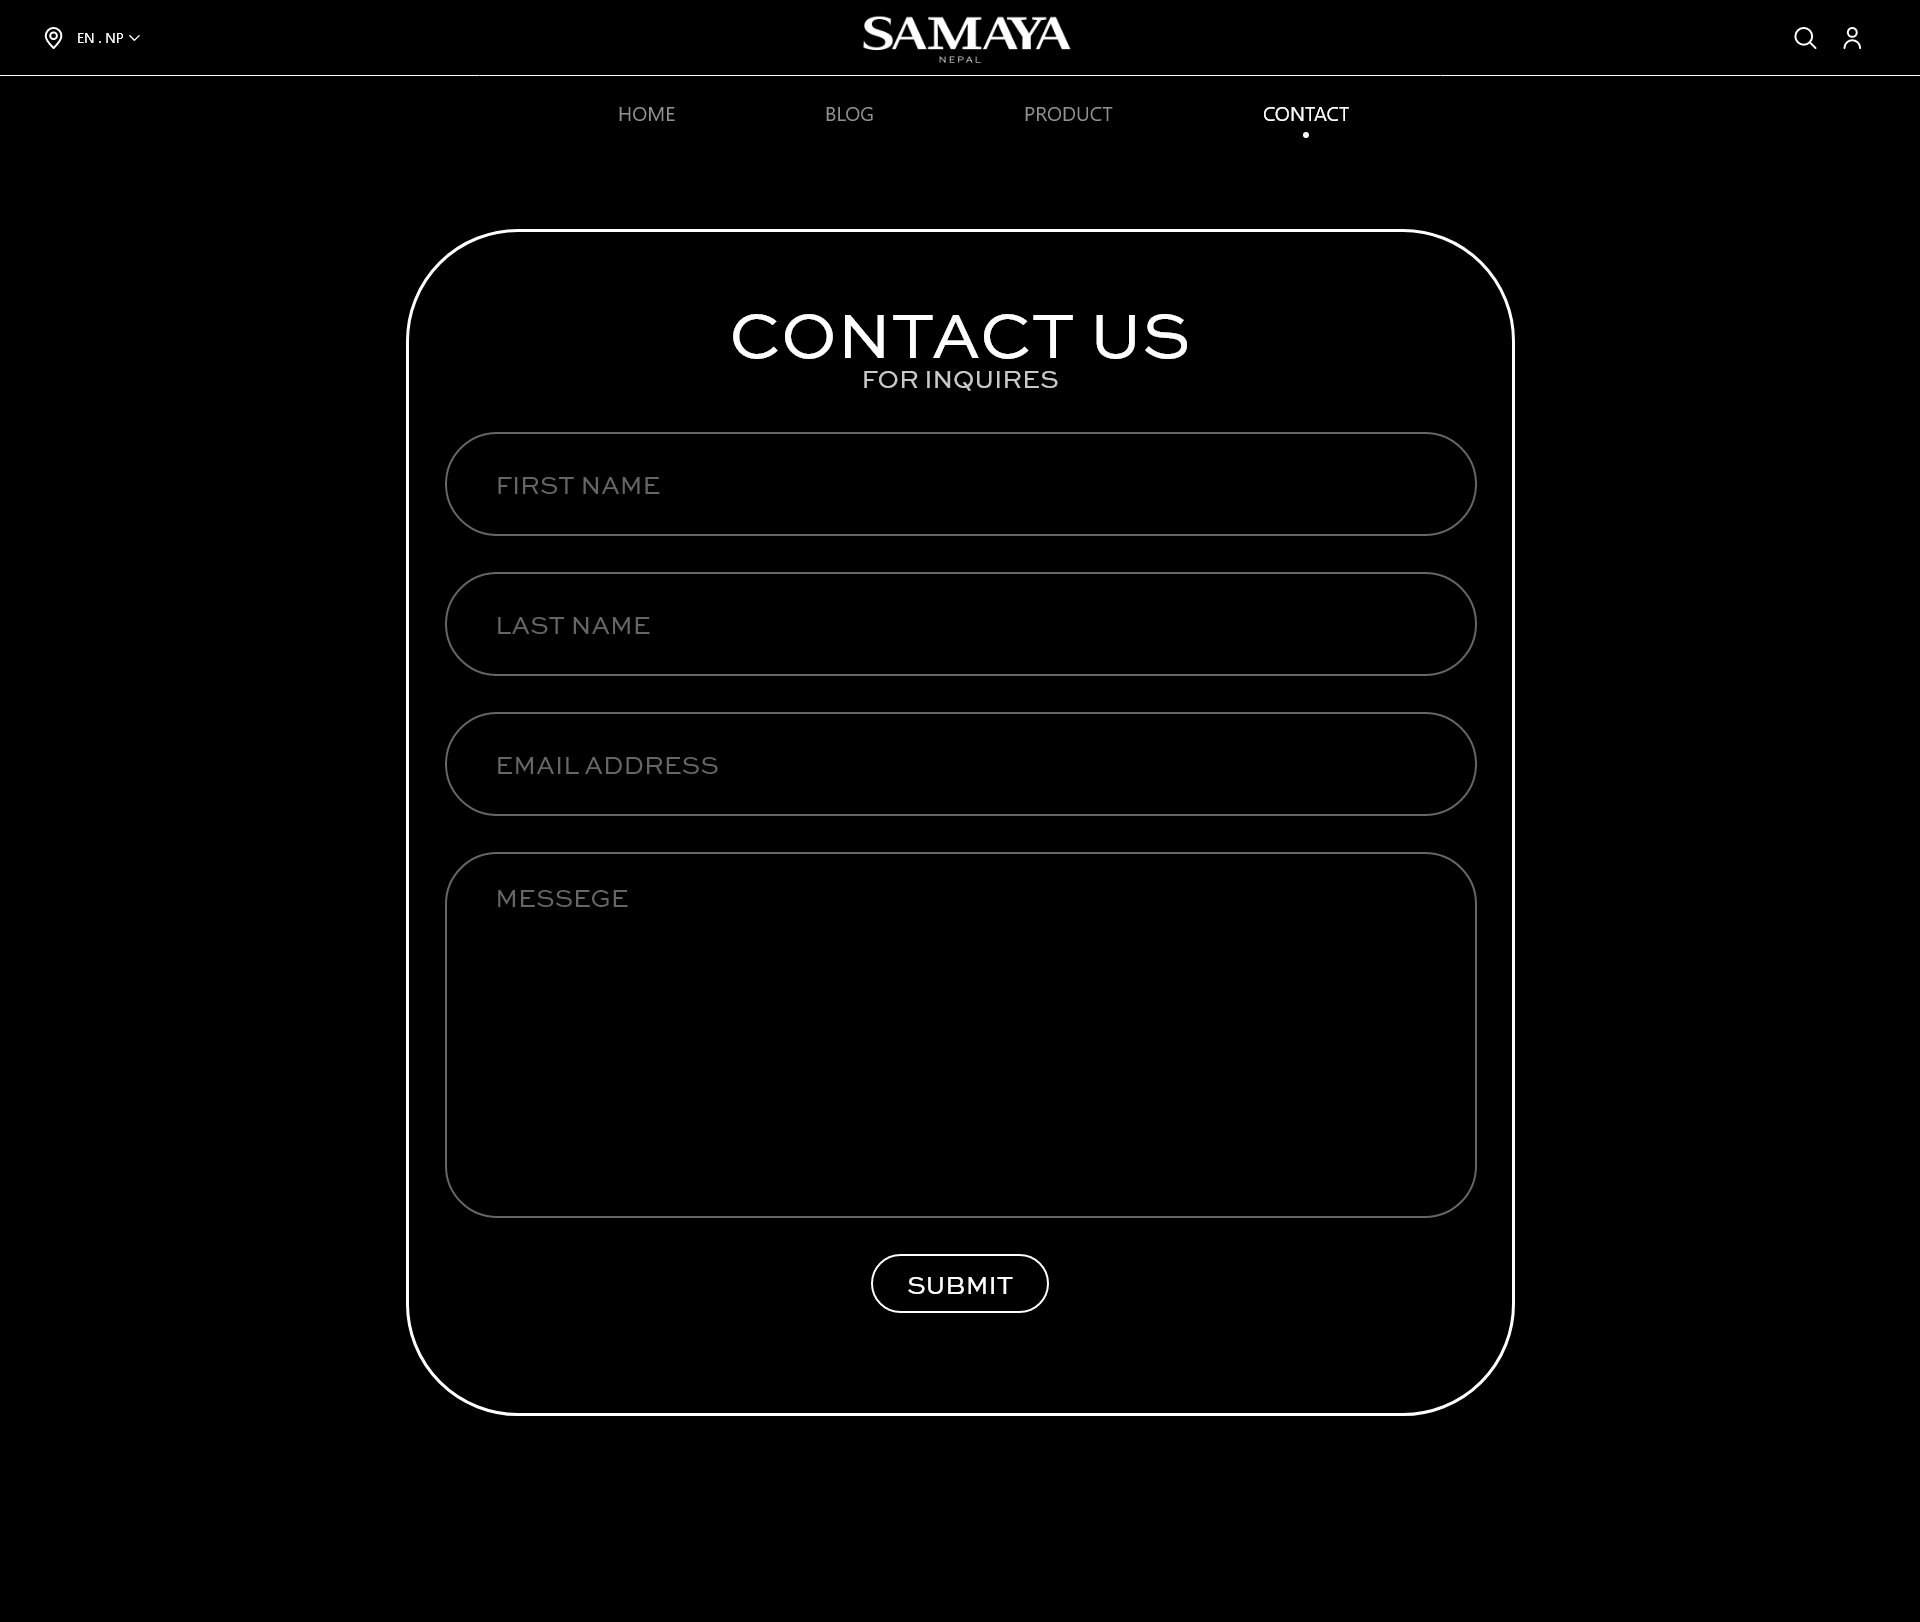 EN . NP
SAMAYA
NEPAL
HOME BLOG PRODUCT CONTACT
CONTACT US
FOR INQUIRES
FIRST NAME
LAST NAME
EMAIL ADDRESS
MESSEGE
SUBMIT